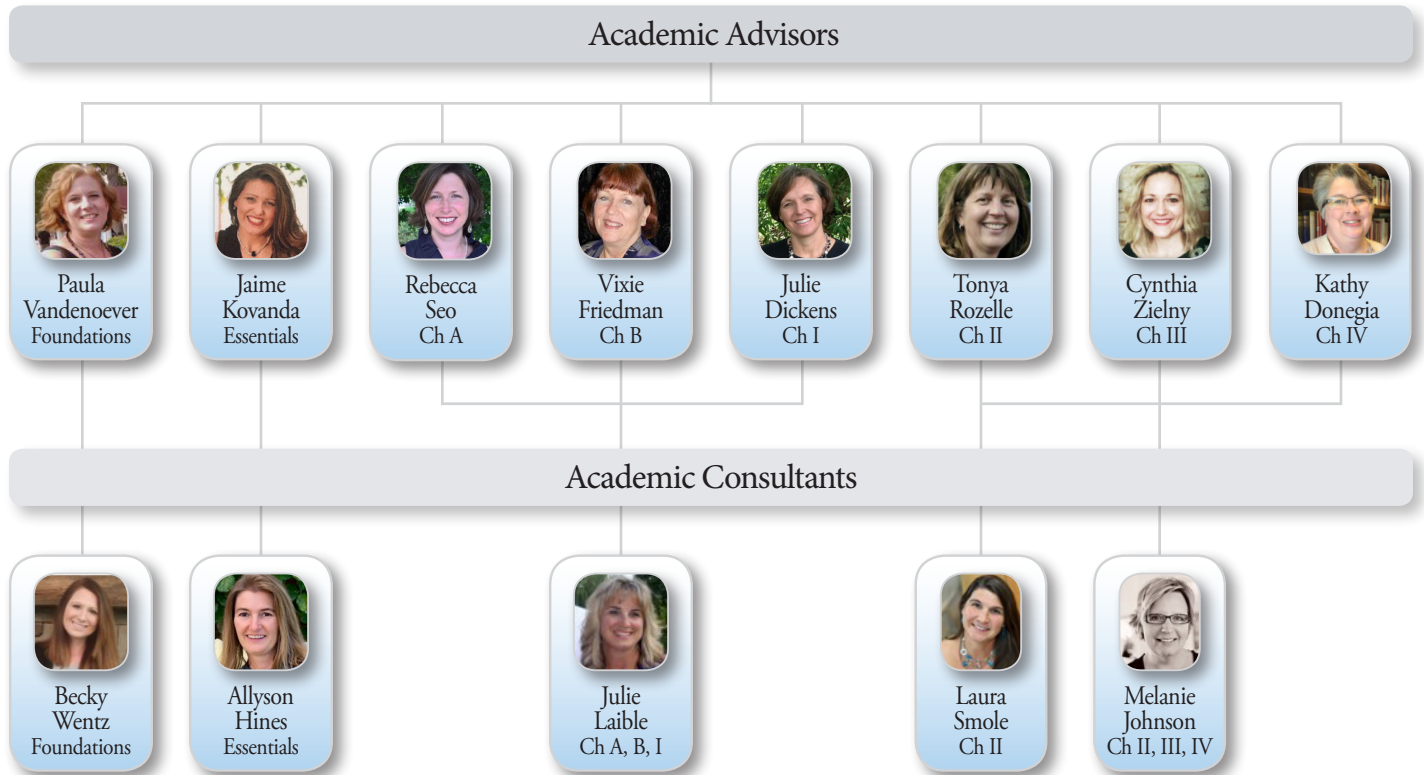 Academic Advisors
Paula
Vandenoever
Foundations
Jaime
Kovanda
Essentials
Rebecca
Seo
Ch A
Vixie
Friedman
Ch B
Julie
Dickens
Ch I
Tonya
Rozelle
Ch II
Cynthia
Zielny
Ch III
Kathy
Donegia
Ch IV
Academic Consultants
Becky
Wentz
Foundations
Allyson
Hines
Essentials
Julie
Laible
Ch A, B, I
Laura
Smole
Ch II
Melanie
Johnson
Ch II, III, IV